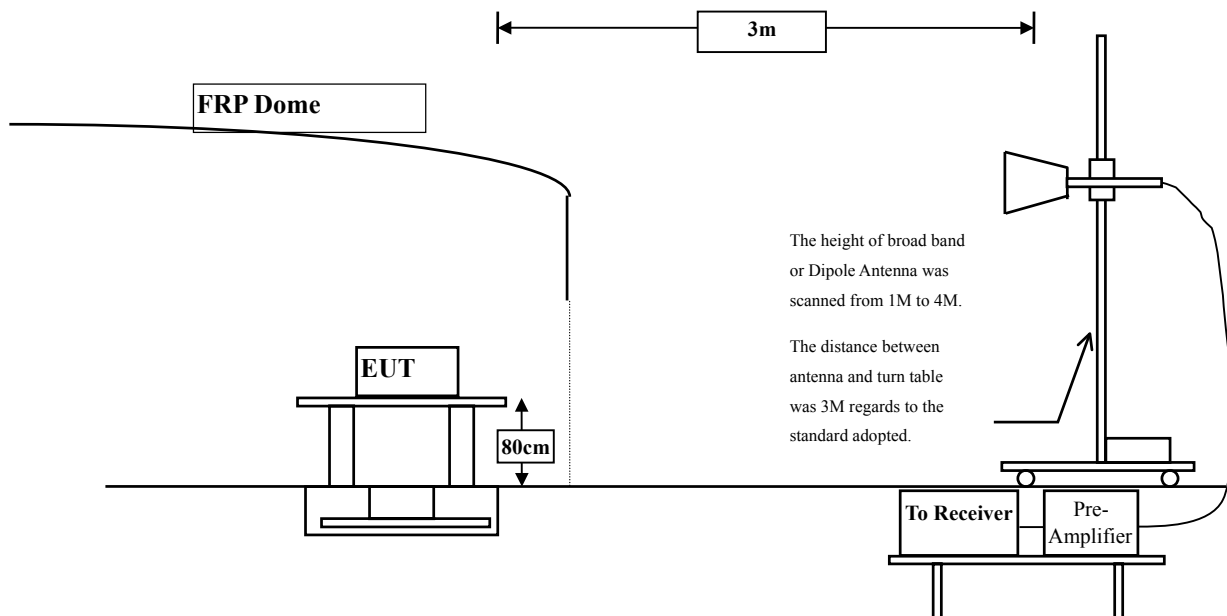 3m
FRP Dome
The height of broad band
or Dipole Antenna was
scanned from 1M to 4M.
The distance between
antenna and turn table
was 3M regards to the
standard adopted.
EUT
80cm
To Receiver
Pre-
Amplifier